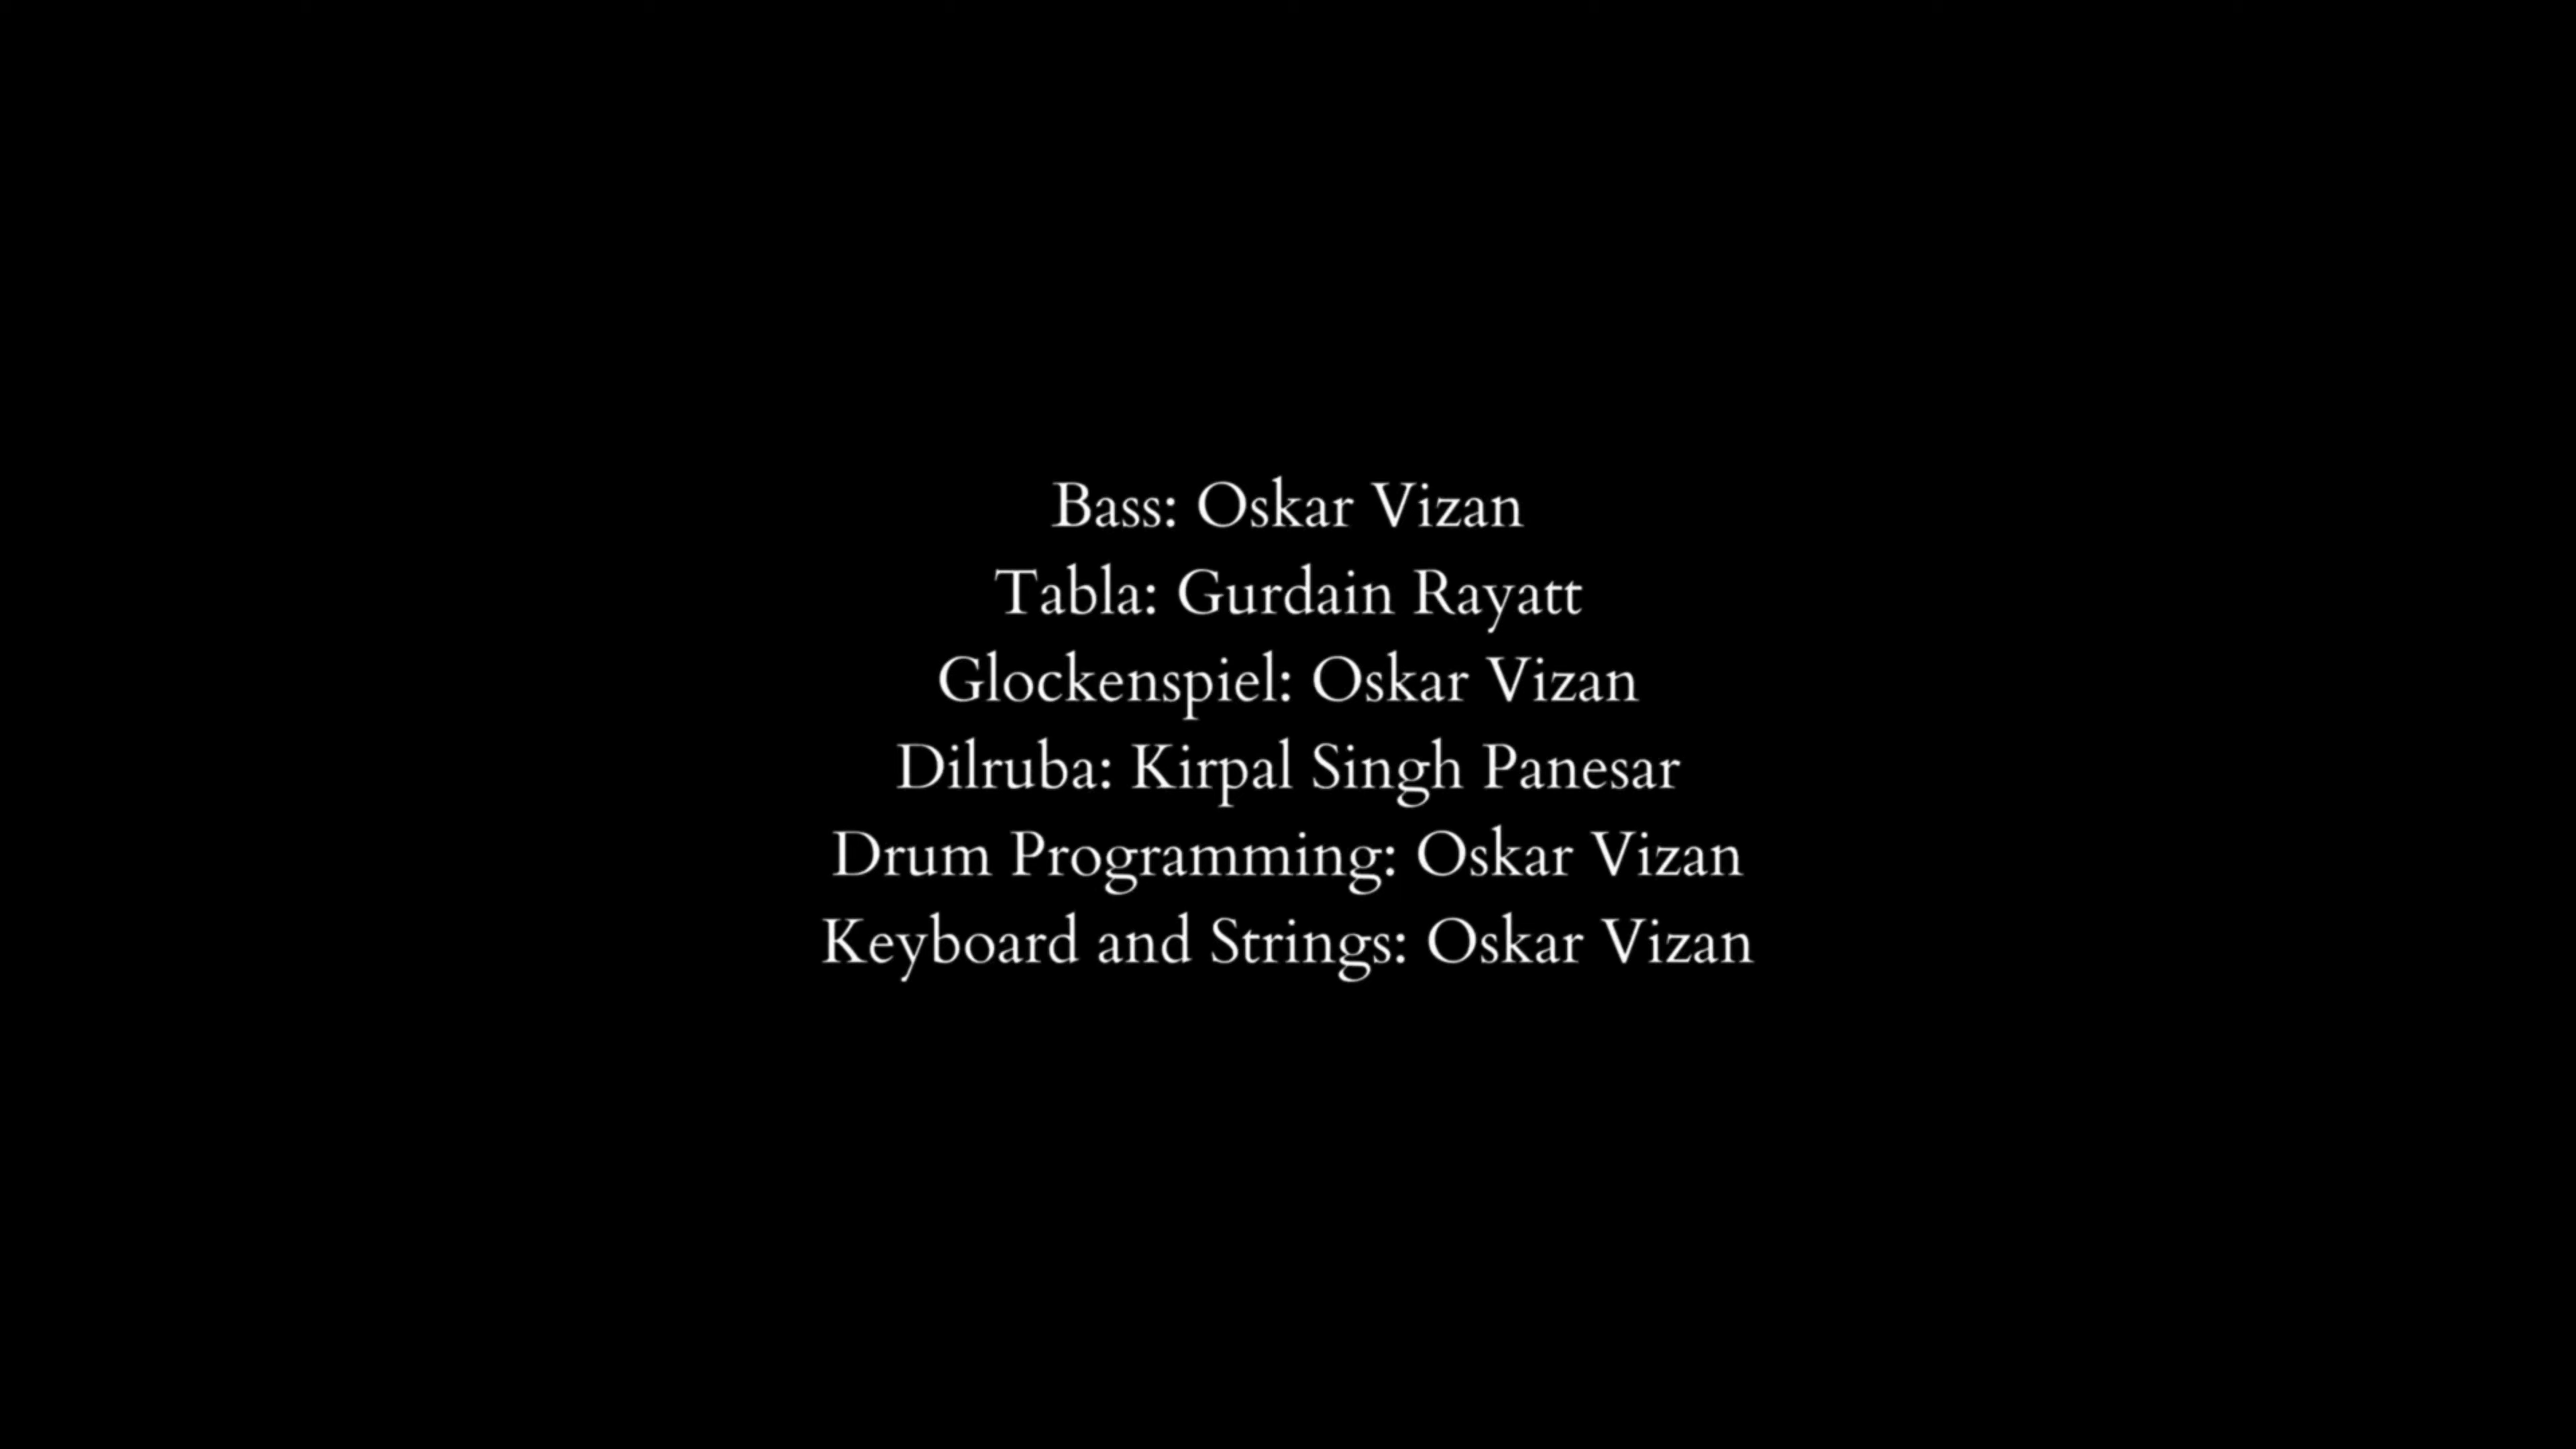 Bass: Oskar Vizan
Tabla: Gurdain Rayatt
Glockenspiel: Oskar Vizan
Dilruba: Kirpal Singh Panesar
Drum Programming: Oskar Vizan
Keyboard and Strings: Oskar Vizan